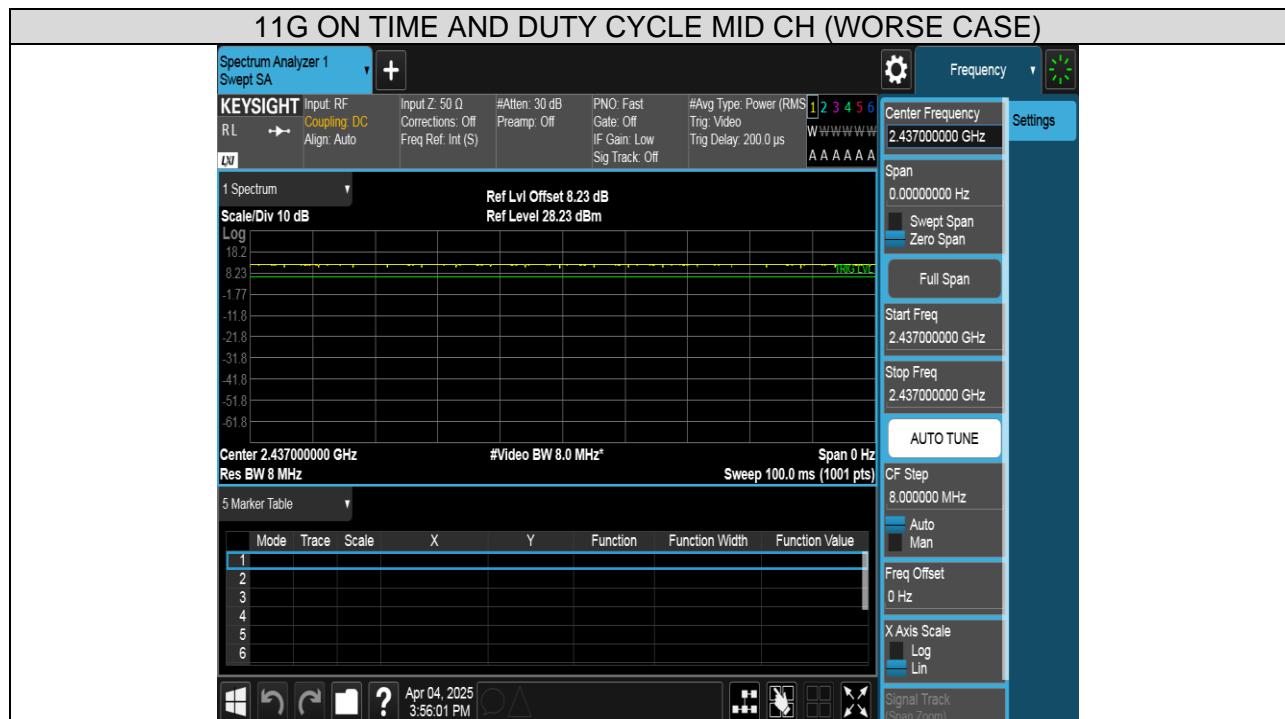 11G ON TIME AND DUTY CYCLE MID CH (WORSE CASE)
Spectrum Analyzer 1
Swept SA
+
Frequency
KEYSIGHT
RL
LXI
Input: RF
Coupling: DC
Align: Auto
Input Z: 50 Ω
Corrections: Off
Freq Ref: Int (S)
#Atten: 30 dB
Preamp: Off
PNO: Fast
Gate: Off
IF Gain: Low
Sig Track: Off
#Avg Type: Power (RMS
Trig: Video
Trig Delay: 200.0 µs
1 2 3 4 5 6
W W W W W W
A A A A A A
1 Spectrum
Scale/Div 10 dB
Ref Lvl Offset 8.23 dB
Ref Level 28.23 dBm
Log
18.2
8.23
-1.77
-11.8
-21.8
-31.8
-41.8
-51.8
-61.8
TRIG LVL
Center 2.437000000 GHz
#Video BW 8.0 MHz*
Span 0 Hz
Res BW 8 MHz
Sweep 100.0 ms (1001 pts)
5 Marker Table
Mode Trace Scale X Y Function Function Width Function Value
1
2
3
4
5
6
?
Apr 04, 2025
3:56:01 PM
Center Frequency
2.437000000 GHz
Settings
Span
0.00000000 Hz
Swept Span
Zero Span
Full Span
Start Freq
2.437000000 GHz
Stop Freq
2.437000000 GHz
AUTO TUNE
CF Step
8.000000 MHz
Auto
Man
Freq Offset
0 Hz
X Axis Scale
Log
Lin
Signal Track
(Span Zoom)